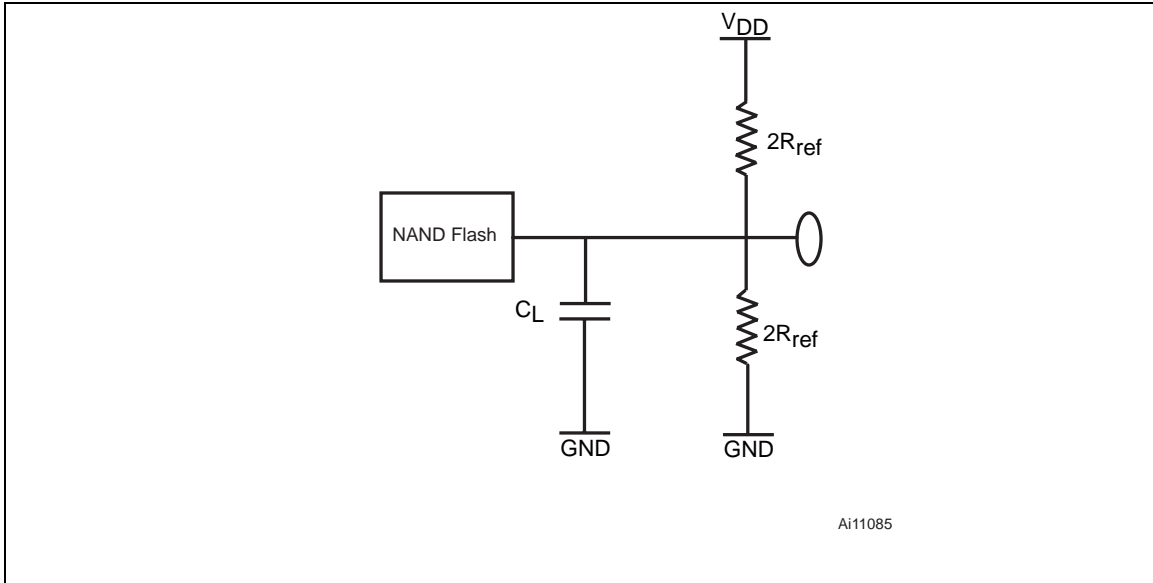 VDD
2Rref
NAND Flash
CL
2Rref
GND
GND
Ai11085